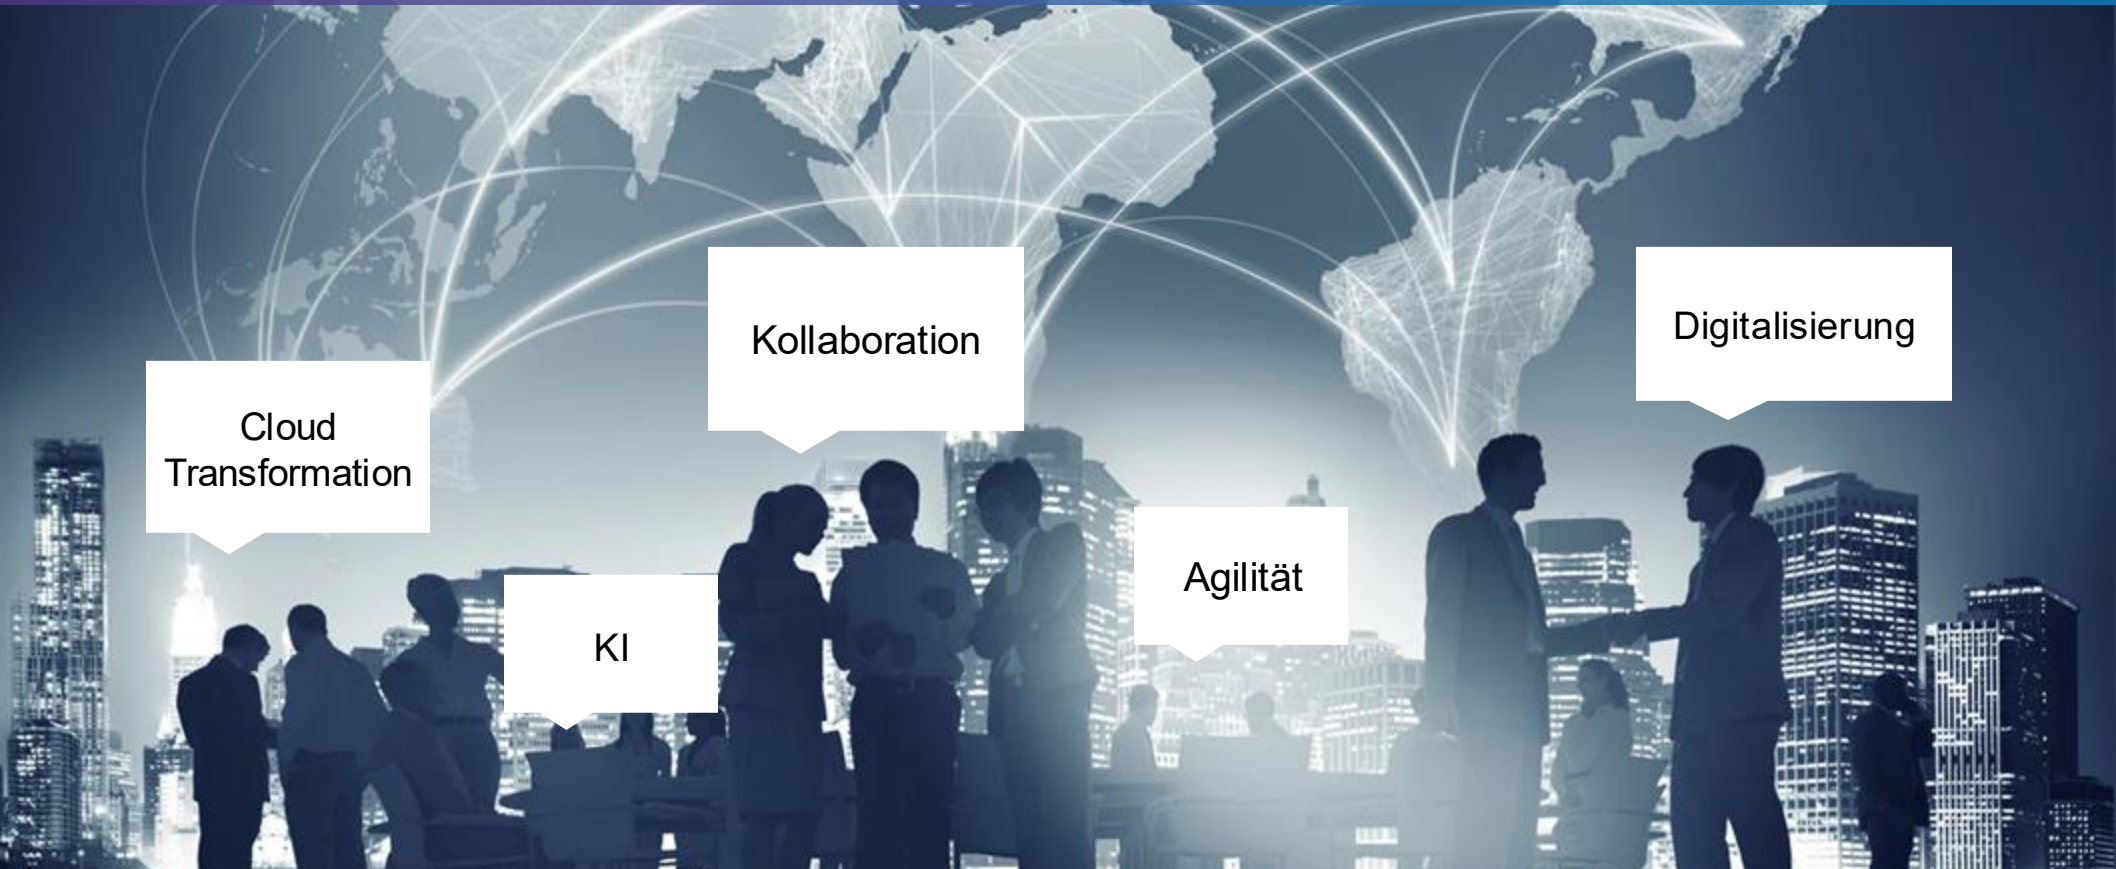 Kollaboration
Digitalisierung
Cloud
Transformation
Agilität
KI